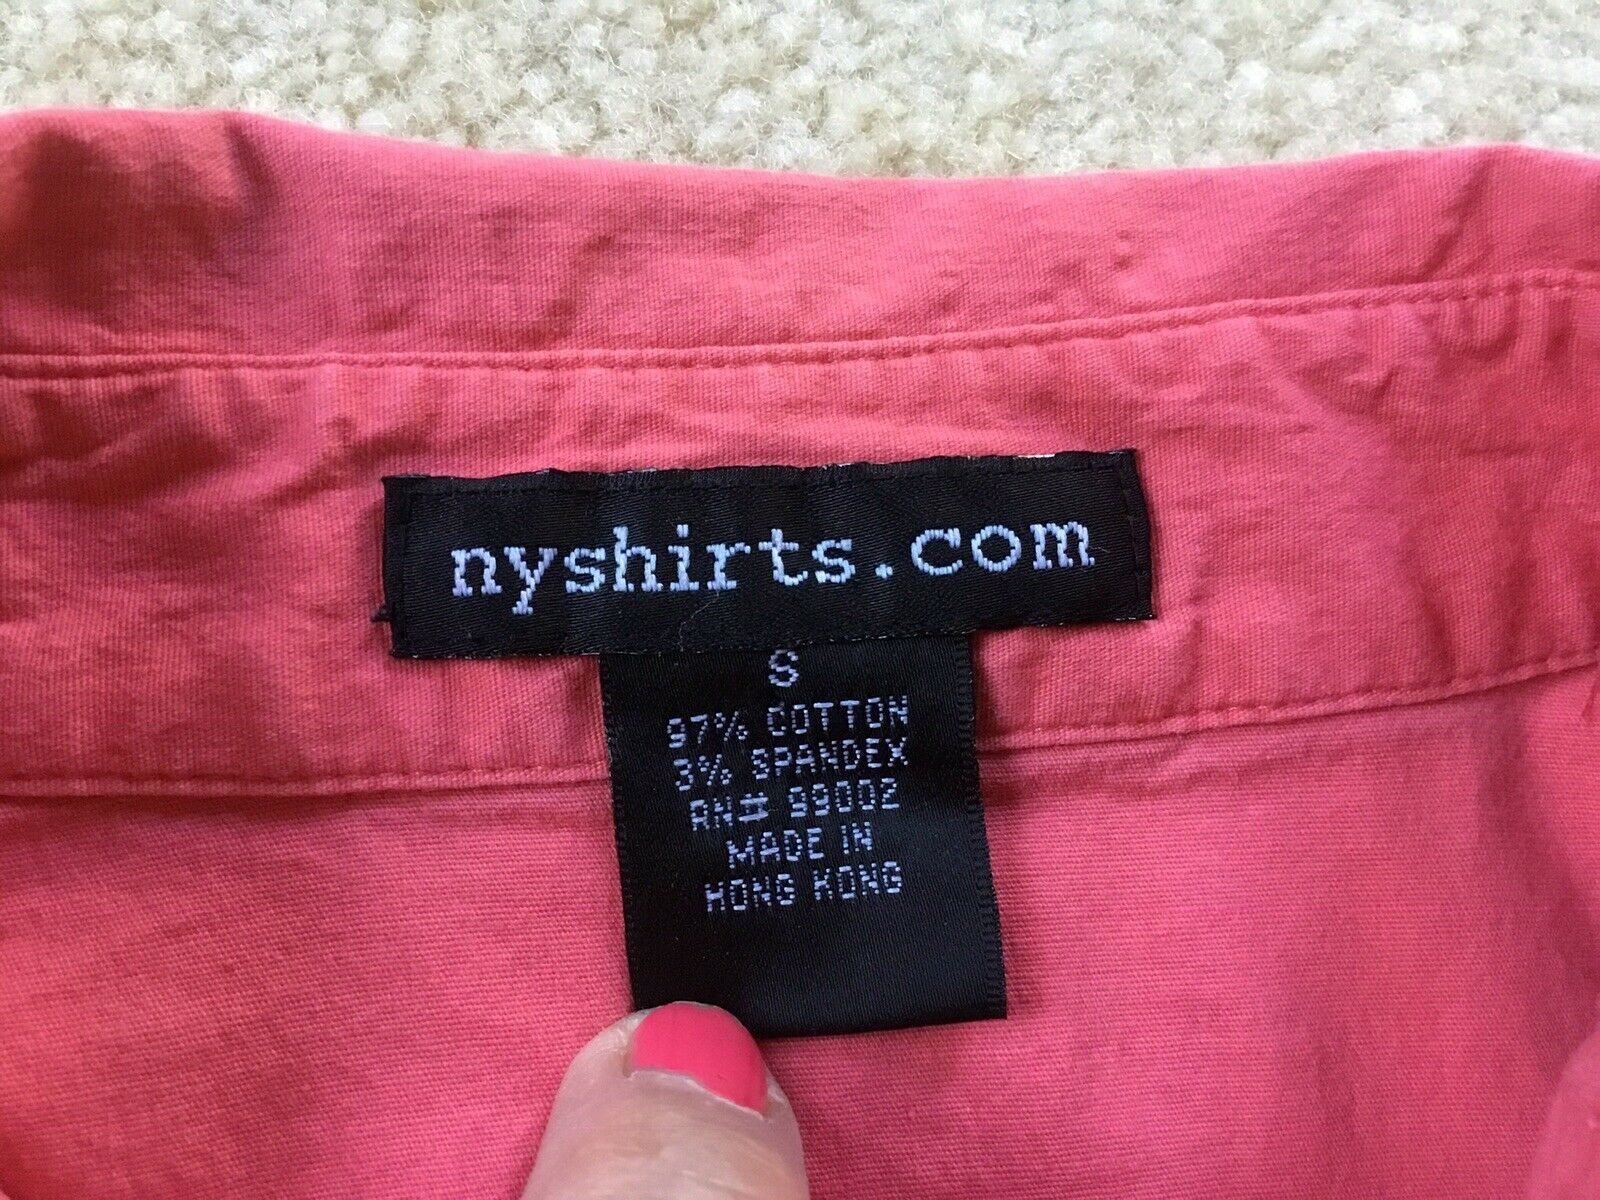 nyshirts.com
S
97% COTTON
3% SPANDEX
RN# 99002
MADE IN
HONG KONG